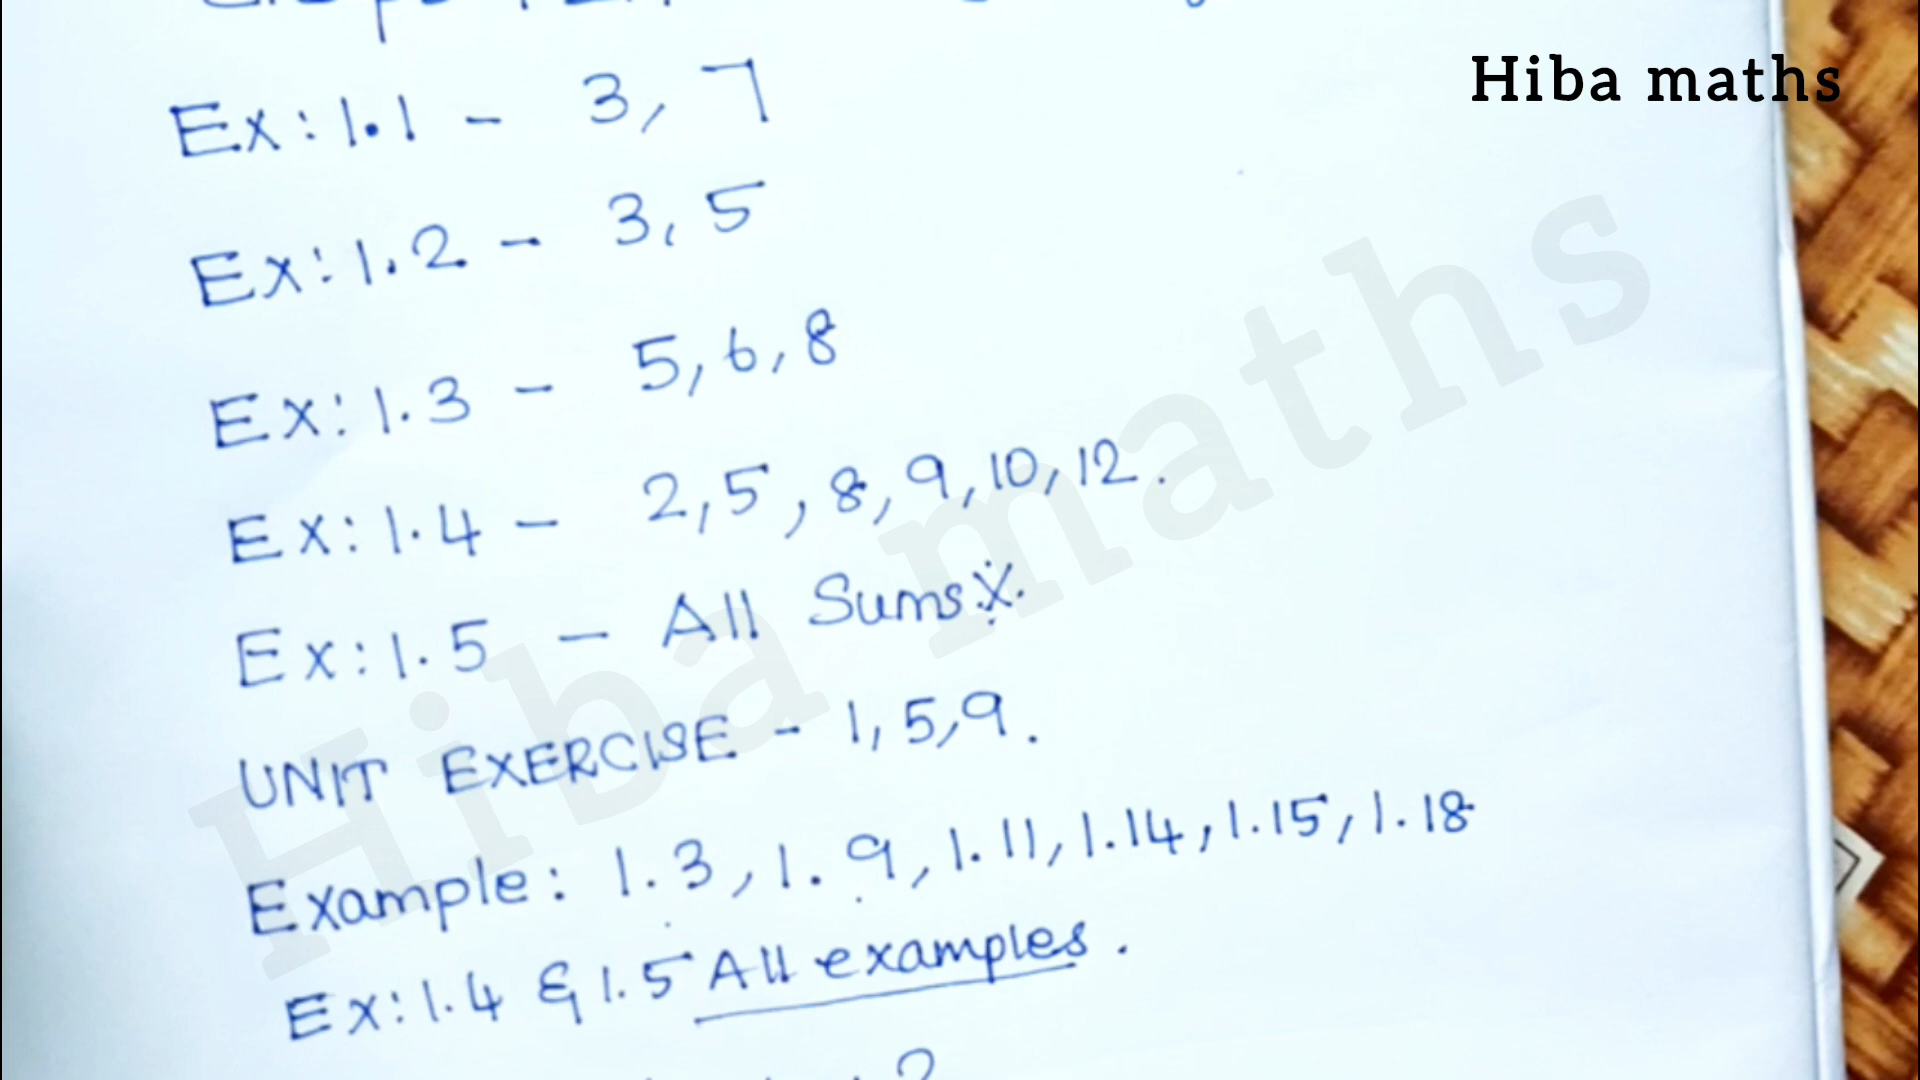 Hiba maths
Ex: 1.1 - 3, 7
Ex: 1.2 - 3, 5
Ex: 1.3 - 5, 6, 8
Ex: 1.4 - 2, 5, 8, 9, 10, 12.
Ex: 1.5 - All Sums
UNIT EXERCISE - 1, 5, 9.
Example: 1.3, 1.9, 1.11, 1.14, 1.15, 1.18
Ex: 1.4 & 1.5 All examples.
Hiba maths